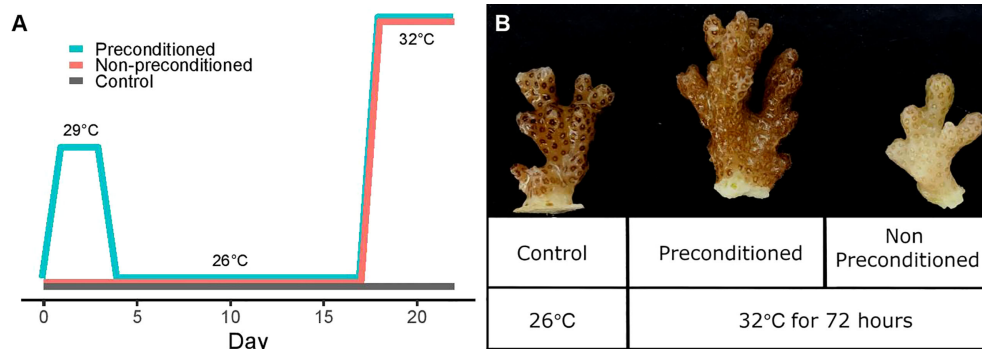 A
Preconditioned
Non-preconditioned
Control
29°C
26°C
32°C
0
5
10
15
20
Day
B
Control
Preconditioned
Non
Preconditioned
26°C
32°C for 72 hours